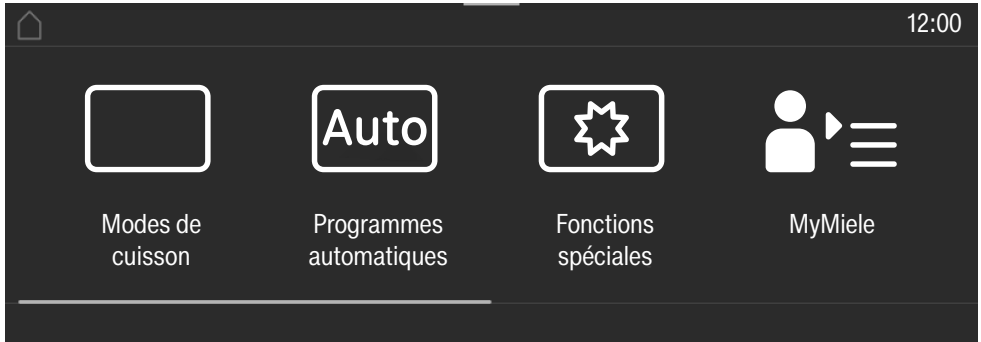 12:00
Auto
Modes de
cuisson
Programmes
automatiques
Fonctions
spéciales
MyMiele